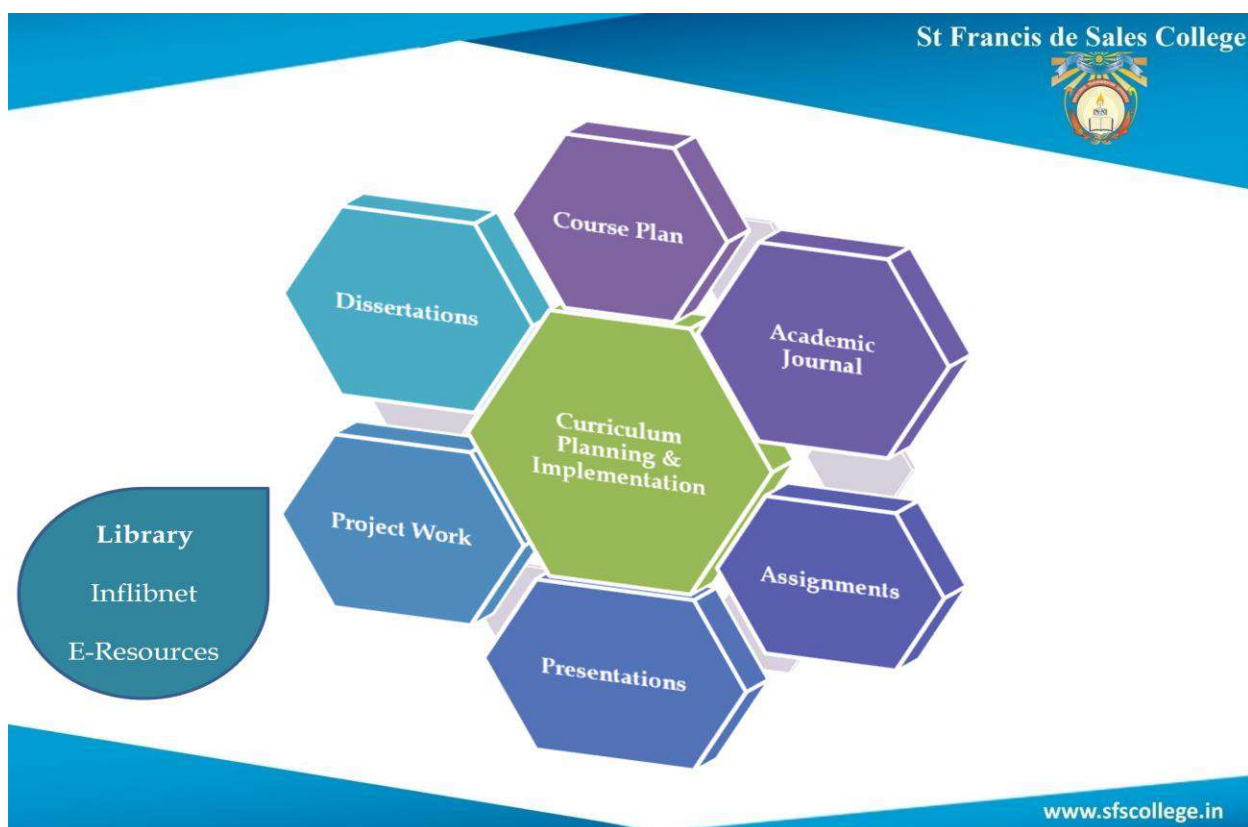 St Francis de Sales College
Course Plan
Dissertations
Academic
Journal
Curriculum
Planning &
Implementation
Project Work
Assignments
Presentations
Library
Inflibnet
E-Resources
www.sfscollege.in